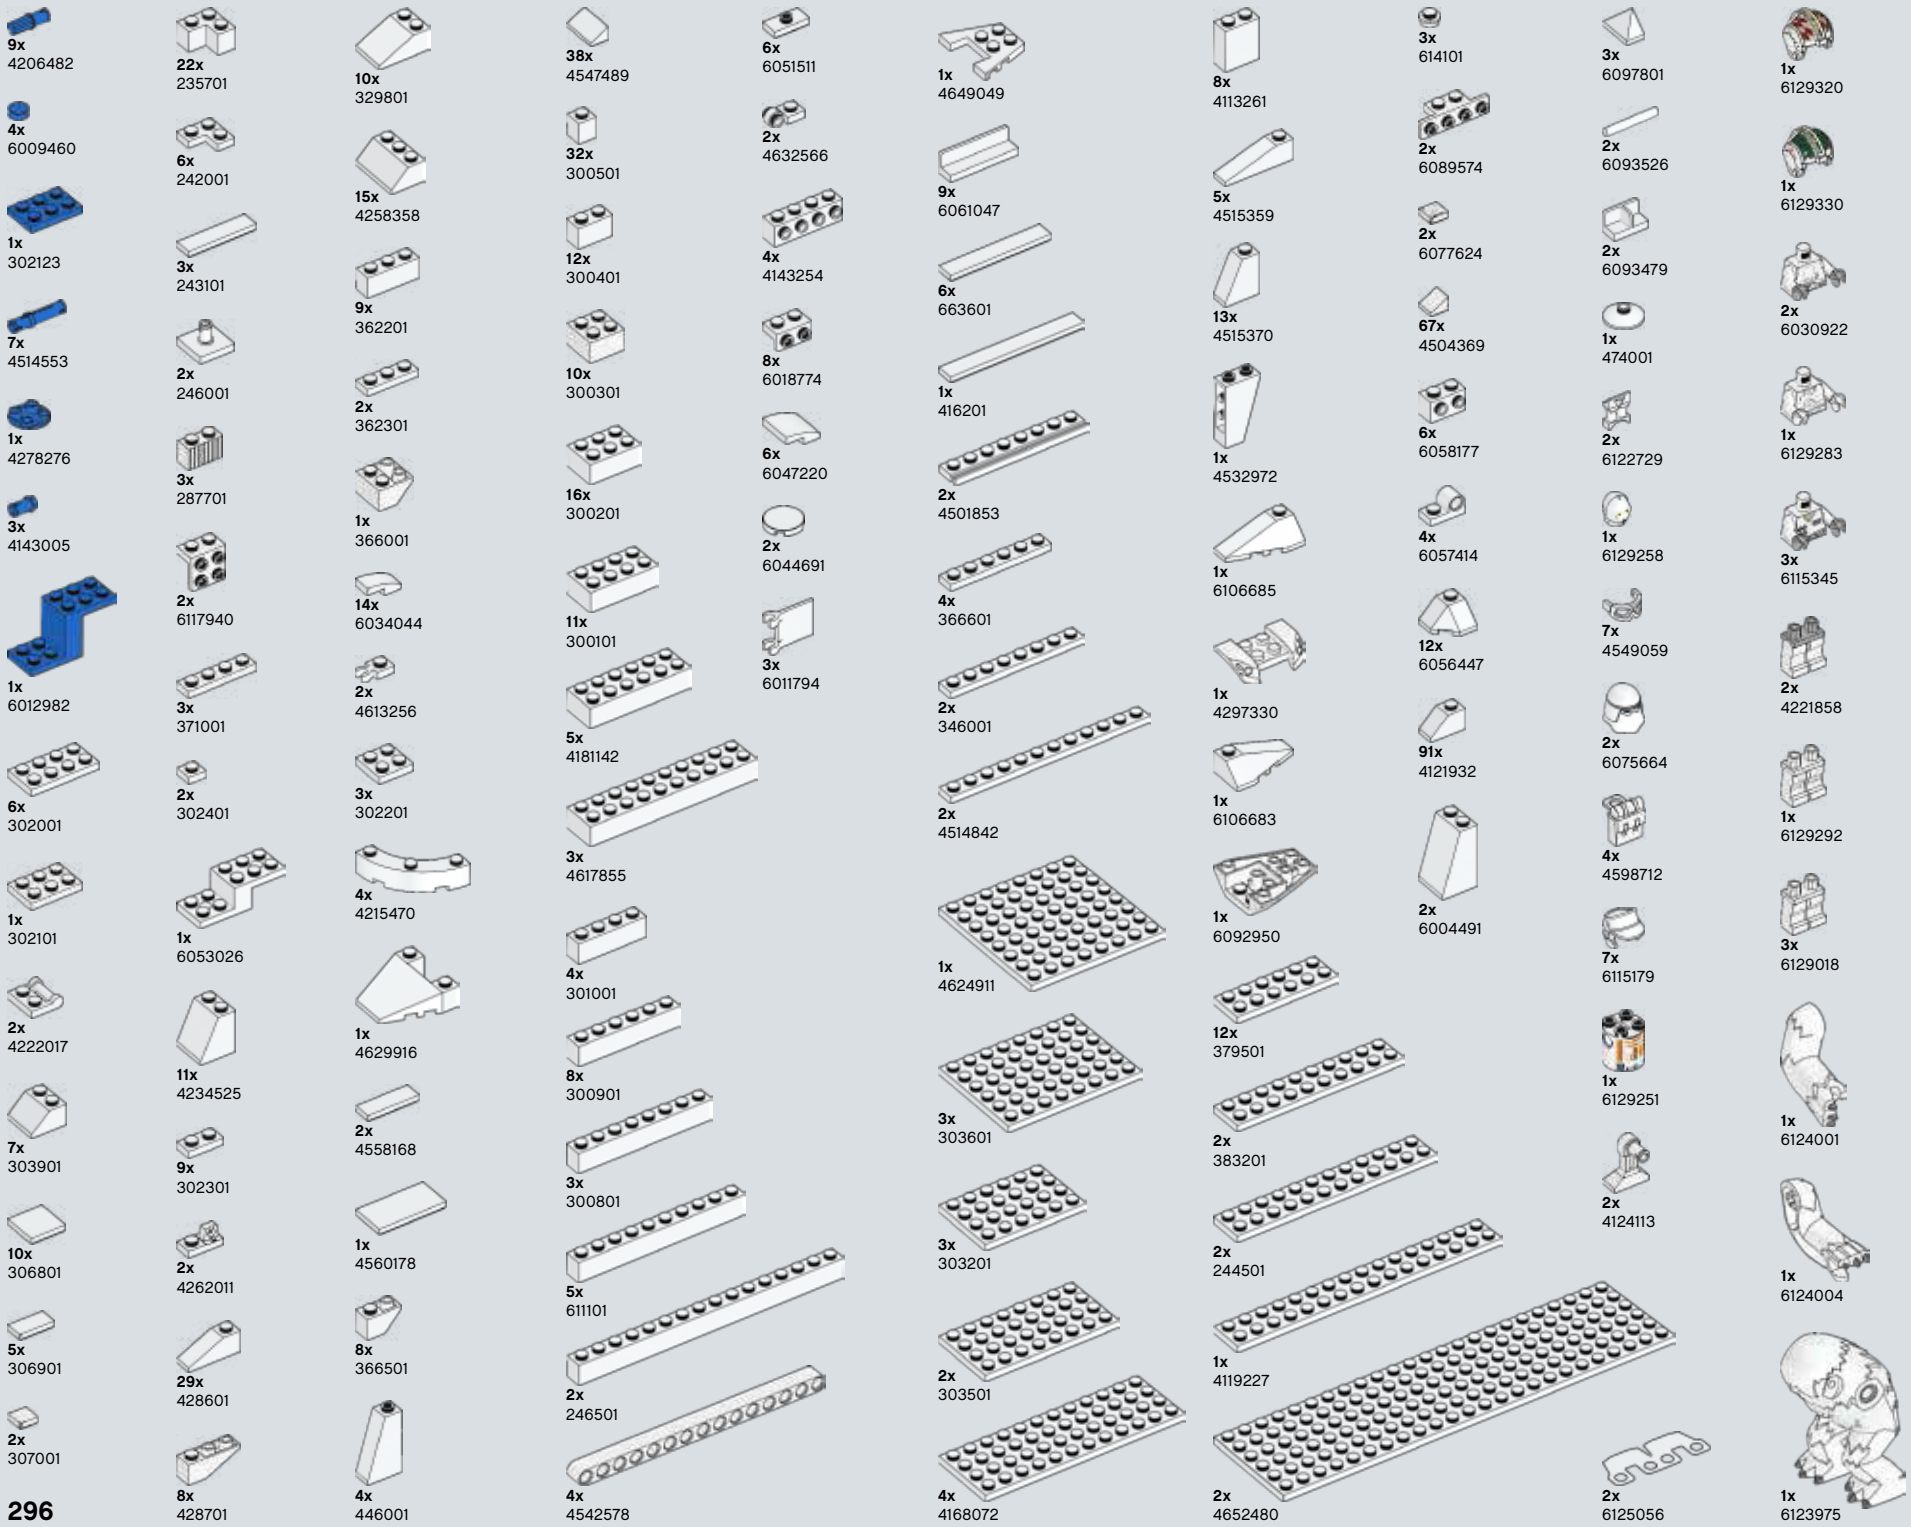 9x
4206482
4x
6009460
1x
302123
7x
4514553
1x
4278276
3x
4143005
1x
6012982
6x
302001
1x
302101
2x
4222017
7x
303901
10x
306801
5x
306901
2x
307001
22x
235701
6x
242001
3x
243101
2x
246001
3x
287701
2x
6117940
3x
371001
2x
302401
1x
6053026
11x
4234525
9x
302301
2x
4262011
29x
428601
8x
428701
10x
329801
15x
4258358
9x
362201
2x
362301
1x
366001
14x
6034044
2x
4613256
3x
302201
4x
4215470
1x
4629916
2x
4558168
1x
4560178
8x
366501
4x
446001
38x
4547489
32x
300501
12x
300401
10x
300301
16x
300201
11x
300101
5x
4181142
3x
4617855
4x
301001
8x
300901
3x
300801
5x
611101
2x
246501
4x
4542578
6x
6051511
2x
4632566
4x
4143254
8x
6018774
6x
6047220
2x
6044691
3x
6011794
1x
4649049
9x
6061047
6x
663601
1x
416201
2x
4501853
4x
366601
2x
346001
2x
4514842
1x
4624911
3x
303601
3x
303201
2x
303501
4x
4168072
8x
4113261
5x
4515359
13x
4515370
1x
4532972
1x
6106685
1x
4297330
1x
6106683
1x
6092950
12x
379501
2x
383201
2x
244501
1x
4119227
2x
4652480
3x
614101
2x
6089574
2x
6077624
67x
4504369
6x
6058177
4x
6057414
12x
6056447
91x
4121932
2x
6004491
3x
6097801
2x
6093526
2x
6093479
1x
474001
2x
6122729
1x
6129258
7x
4549059
2x
6075664
4x
4598712
7x
6115179
1x
6129251
2x
4124113
2x
6125056
1x
6129320
1x
6129330
2x
6030922
1x
6129283
3x
6115345
2x
4221858
1x
6129292
3x
6129018
1x
6124001
1x
6124004
1x
6123975
296